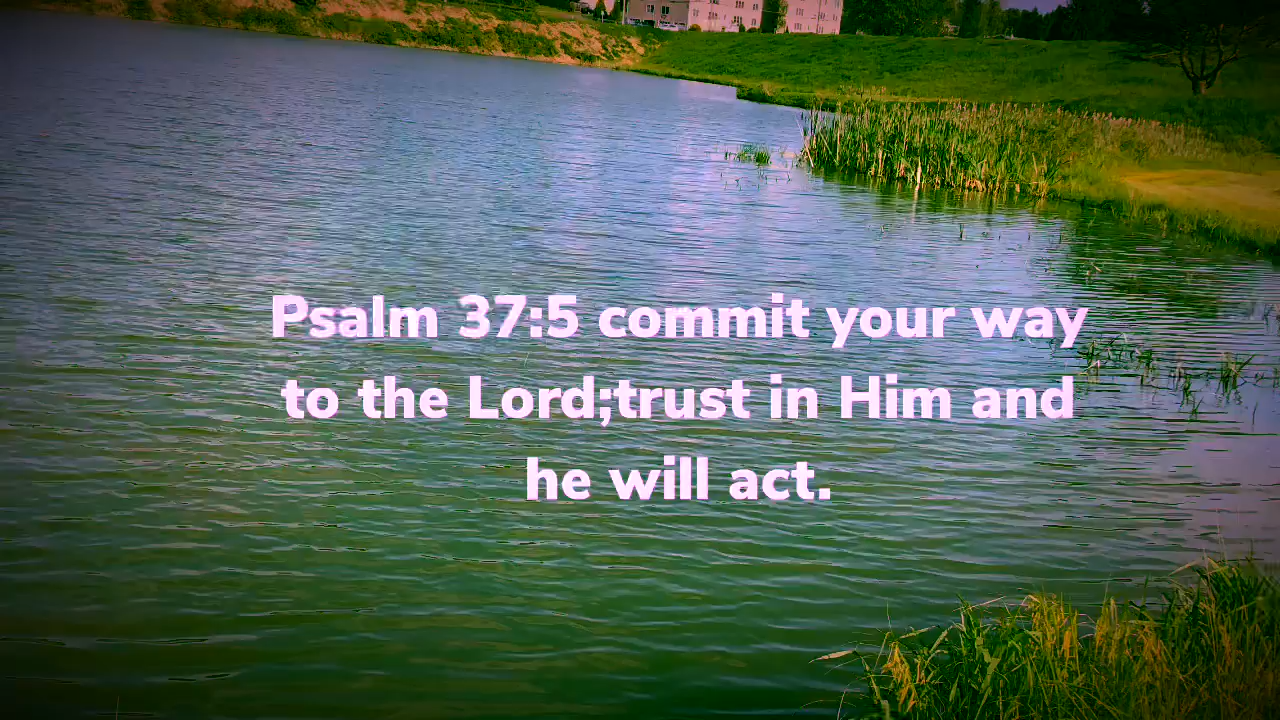 Psalm 37:5 commit your way
to the Lord;trust in Him and
he will act.